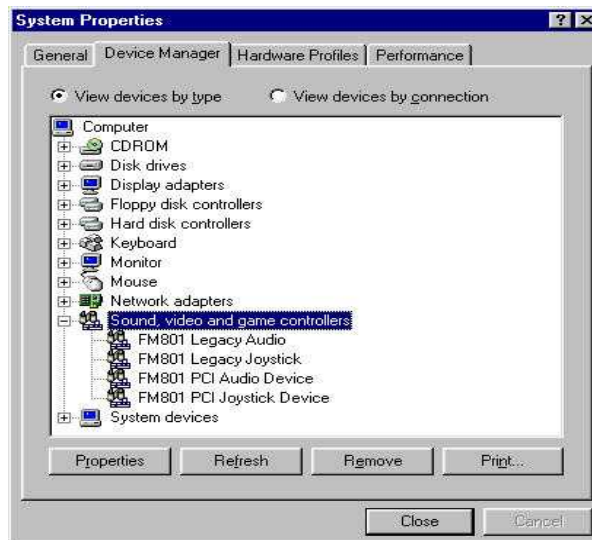 System Properties
General Device Manager Hardware Profiles Performance
View devices by type View devices by connection
Computer
CDROM
Disk drives
Display adapters
Floppy disk controllers
Hard disk controllers
Keyboard
Monitor
Mouse
Network adapters
Sound, video and game controllers
FM801 Legacy Audio
FM801 Legacy Joystick
FM801 PCI Audio Device
FM801 PCI Joystick Device
System devices
Properties Refresh Remove Print...
Close Cancel